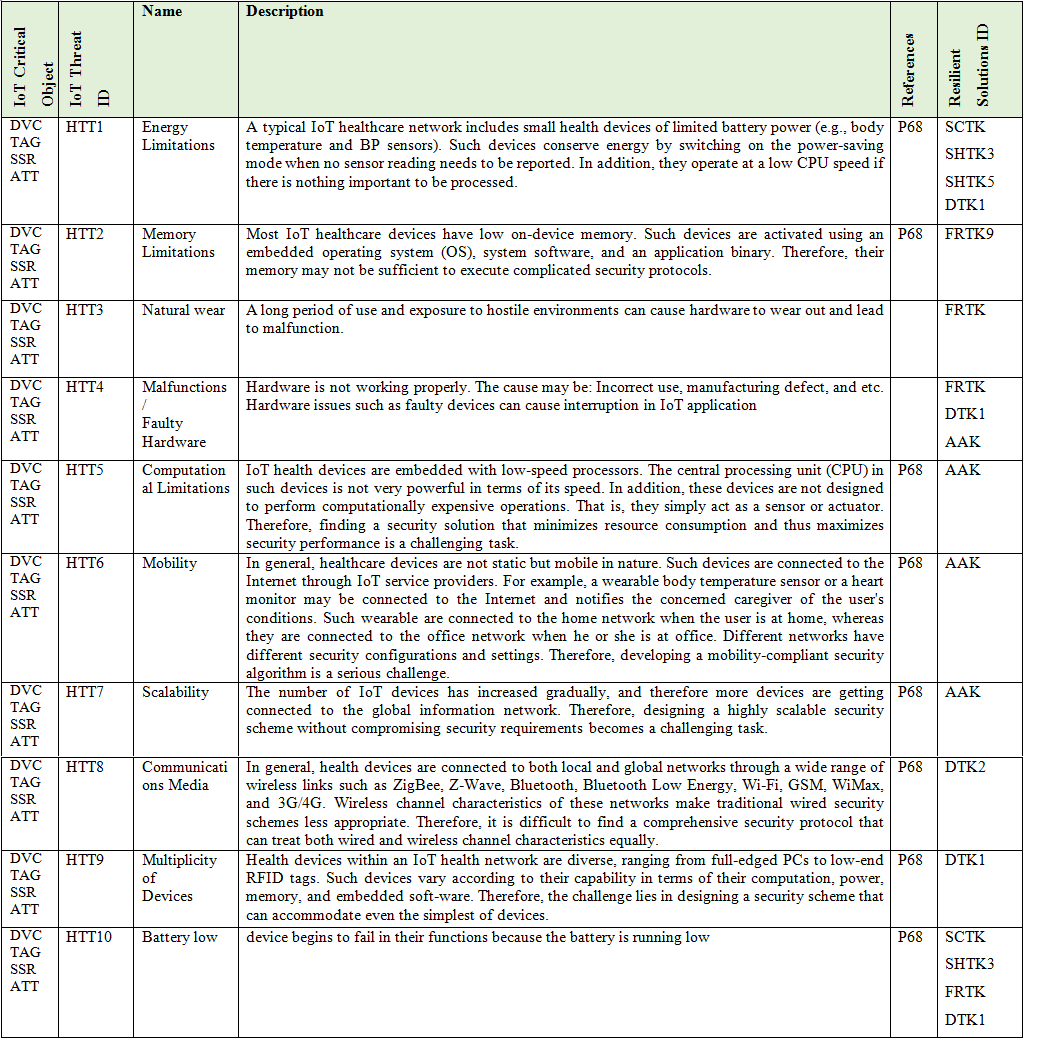 IoT Critical
Object
IoT Threat
ID
Name
Description
References
Resilient
Solutions ID
DVC
TAG
SSR
ATT
HTT1
Energy
Limitations
A typical IoT healthcare network includes small health devices of limited battery power (e.g., body
temperature and BP sensors). Such devices conserve energy by switching on the power-saving
mode when no sensor reading needs to be reported. In addition, they operate at a low CPU speed if
there is nothing important to be processed.
P68
SCTK
SHTK3
SHTK5
DTK1
DVC
TAG
SSR
ATT
HTT2
Memory
Limitations
Most IoT healthcare devices have low on-device memory. Such devices are activated using an
embedded operating system (OS), system software, and an application binary. Therefore, their
memory may not be sufficient to execute complicated security protocols.
P68
FRTK9
DVC
TAG
SSR
ATT
HTT3
Natural wear
A long period of use and exposure to hostile environments can cause hardware to wear out and lead
to malfunction.
FRTK
DVC
TAG
SSR
ATT
HTT4
Malfunctions
/
Faulty
Hardware
Hardware is not working properly. The cause may be: Incorrect use, manufacturing defect, and etc.
Hardware issues such as faulty devices can cause interruption in IoT application
FRTK
DTK1
AAK
DVC
TAG
SSR
ATT
HTT5
Computation
al Limitations
IoT health devices are embedded with low-speed processors. The central processing unit (CPU) in
such devices is not very powerful in terms of its speed. In addition, these devices are not designed
to perform computationally expensive operations. That is, they simply act as a sensor or actuator.
Therefore, finding a security solution that minimizes resource consumption and thus maximizes
security performance is a challenging task.
P68
AAK
DVC
TAG
SSR
ATT
HTT6
Mobility
In general, healthcare devices are not static but mobile in nature. Such devices are connected to the
Internet through IoT service providers. For example, a wearable body temperature sensor or a heart
monitor may be connected to the Internet and notifies the concerned caregiver of the user's
conditions. Such wearable are connected to the home network when the user is at home, whereas
they are connected to the office network when he or she is at office. Different networks have
different security configurations and settings. Therefore, developing a mobility-compliant security
algorithm is a serious challenge.
P68
AAK
DVC
TAG
SSR
ATT
HTT7
Scalability
The number of IoT devices has increased gradually, and therefore more devices are getting
connected to the global information network. Therefore, designing a highly scalable security
scheme without compromising security requirements becomes a challenging task.
P68
AAK
DVC
TAG
SSR
ATT
HTT8
Communicati
ons Media
In general, health devices are connected to both local and global networks through a wide range of
wireless links such as ZigBee, Z-Wave, Bluetooth, Bluetooth Low Energy, Wi-Fi, GSM, WiMax,
and 3G/4G. Wireless channel characteristics of these networks make traditional wired security
schemes less appropriate. Therefore, it is difficult to find a comprehensive security protocol that
can treat both wired and wireless channel characteristics equally.
P68
DTK2
DVC
TAG
SSR
ATT
HTT9
Multiplicity
of
Devices
Health devices within an IoT health network are diverse, ranging from full-edged PCs to low-end
RFID tags. Such devices vary according to their capability in terms of their computation, power,
memory, and embedded soft-ware. Therefore, the challenge lies in designing a security scheme that
can accommodate even the simplest of devices.
P68
DTK1
DVC
TAG
SSR
ATT
HTT10
Battery low
device begins to fail in their functions because the battery is running low
P68
SCTK
SHTK3
FRTK
DTK1